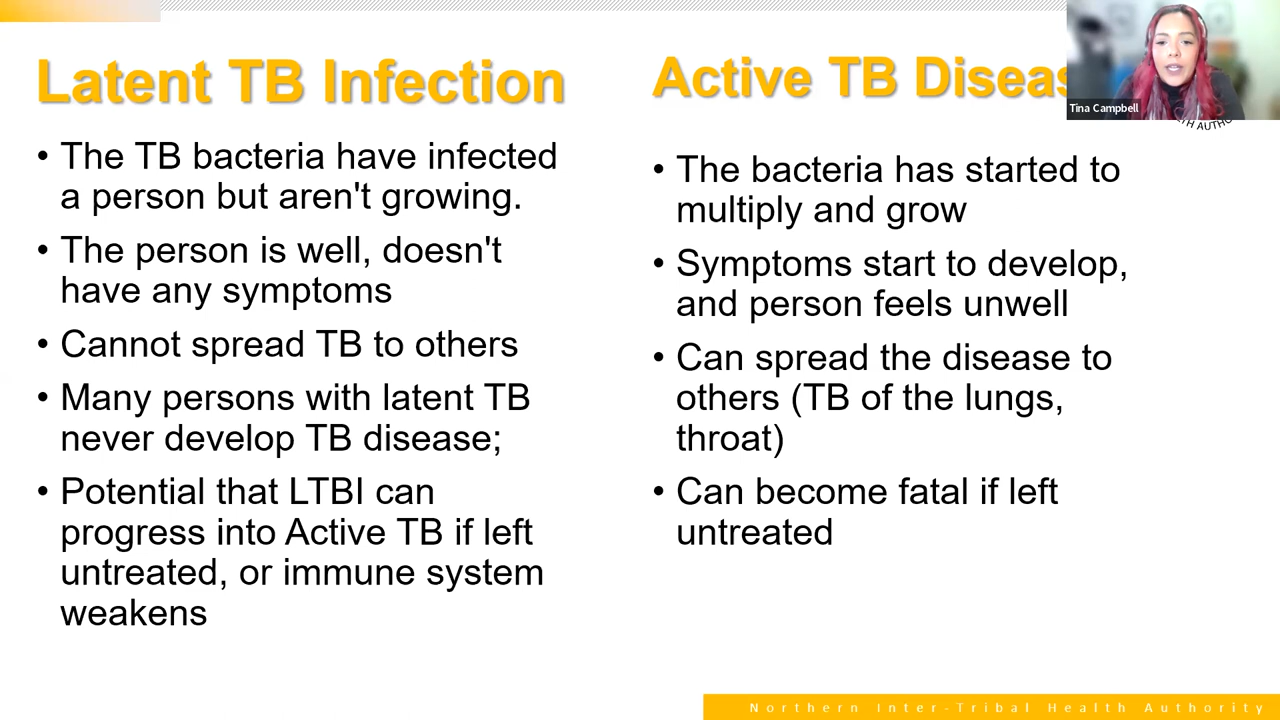 Latent TB Infection
• The TB bacteria have infected
a person but aren't growing.
• The person is well, doesn't
have any symptoms
• Cannot spread TB to others
• Many persons with latent TB
never develop TB disease;
• Potential that LTBI can
progress into Active TB if left
untreated, or immune system
weakens
Active TB
• The bacteria has started to
multiply and grow
• Symptoms start to develop,
and person feels unwell
• Can spread the disease to
others (TB of the lungs,
throat)
• Can become fatal if left
untreated
Tina Campbell
Northern Inter-Tribal Health Authority